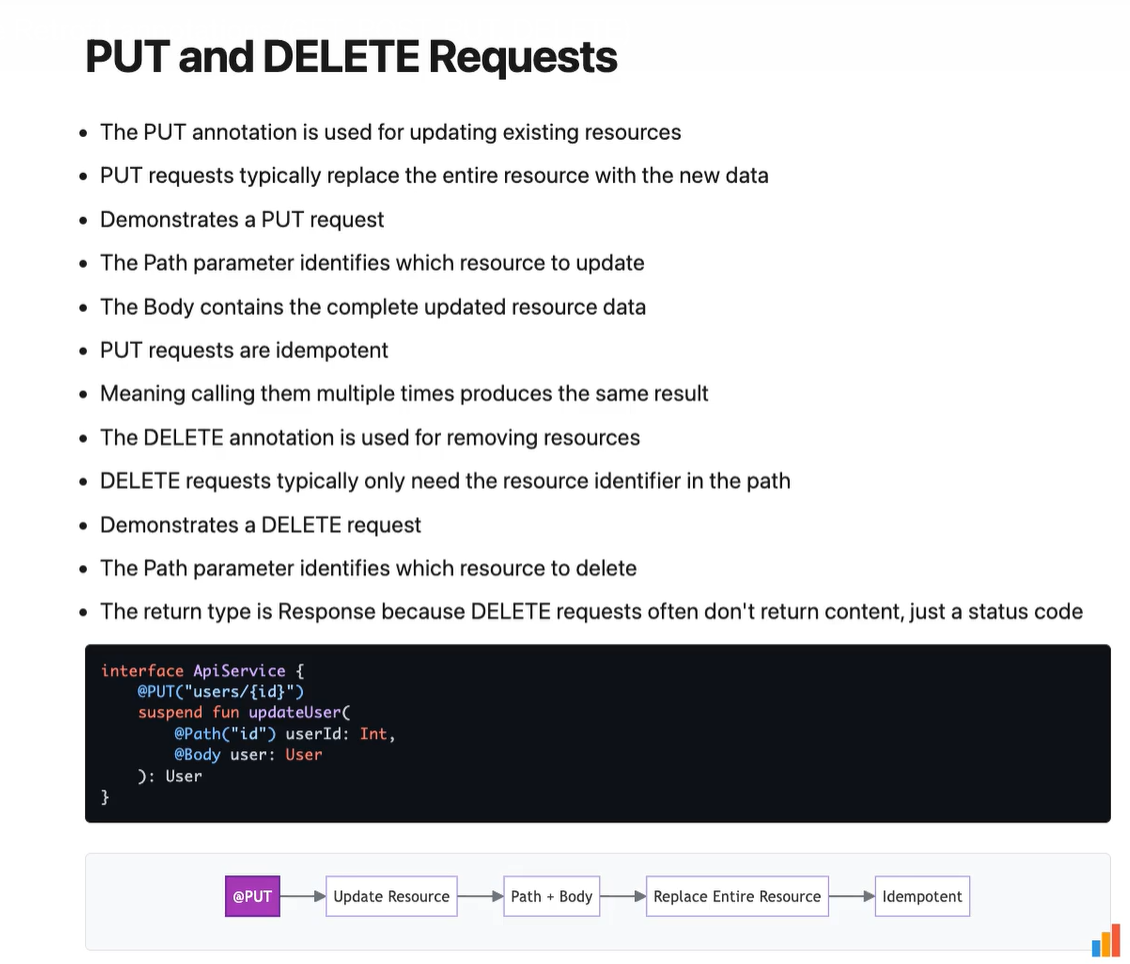 PUT and DELETE Requests
• The PUT annotation is used for updating existing resources
• PUT requests typically replace the entire resource with the new data
• Demonstrates a PUT request
• The Path parameter identifies which resource to update
• The Body contains the complete updated resource data
• PUT requests are idempotent
• Meaning calling them multiple times produces the same result
• The DELETE annotation is used for removing resources
• DELETE requests typically only need the resource identifier in the path
• Demonstrates a DELETE request
• The Path parameter identifies which resource to delete
• The return type is Response because DELETE requests often don't return content, just a status code
interface ApiService {
    @PUT("users/{id}")
    suspend fun updateUser(
        @Path("id") userId: Int,
        @Body user: User
    ): User
}
@PUT
Update Resource
Path + Body
Replace Entire Resource
Idempotent